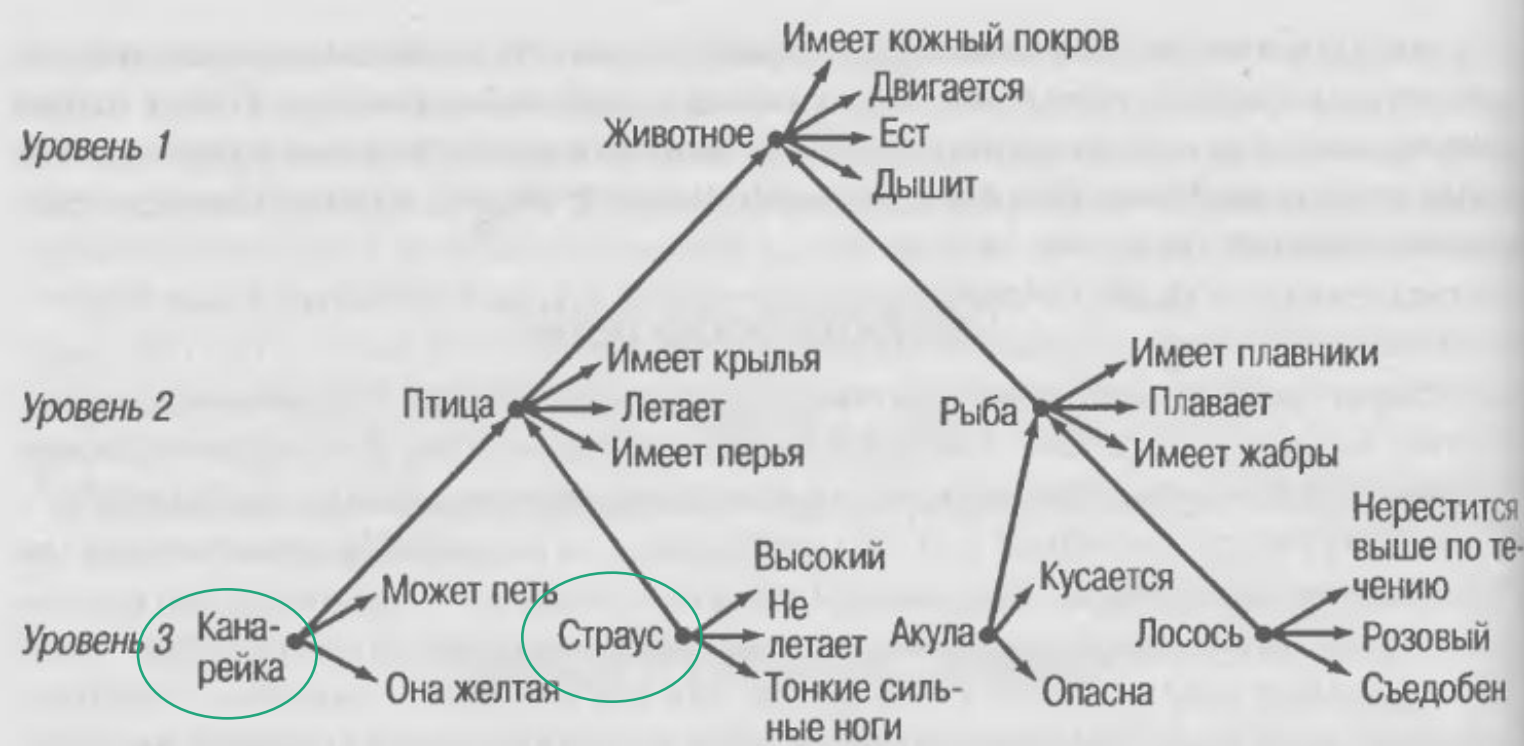 Имеет кожный покров
Двигается
Уровень 1
Животное
Ест
Дышит
Имеет крылья
Имеет плавники
Уровень 2
Птица
Летает
Рыба
Плавает
Имеет перья
Имеет жабры
Уровень 3
Кана-
рейка
Может петь
Она желтая
Страус
Высокий
Не
летает
Тонкие силь-
ные ноги
Акула
Кусается
Опасна
Лосось
Нерестится
выше по те-
чению
Розовый
Съедобен